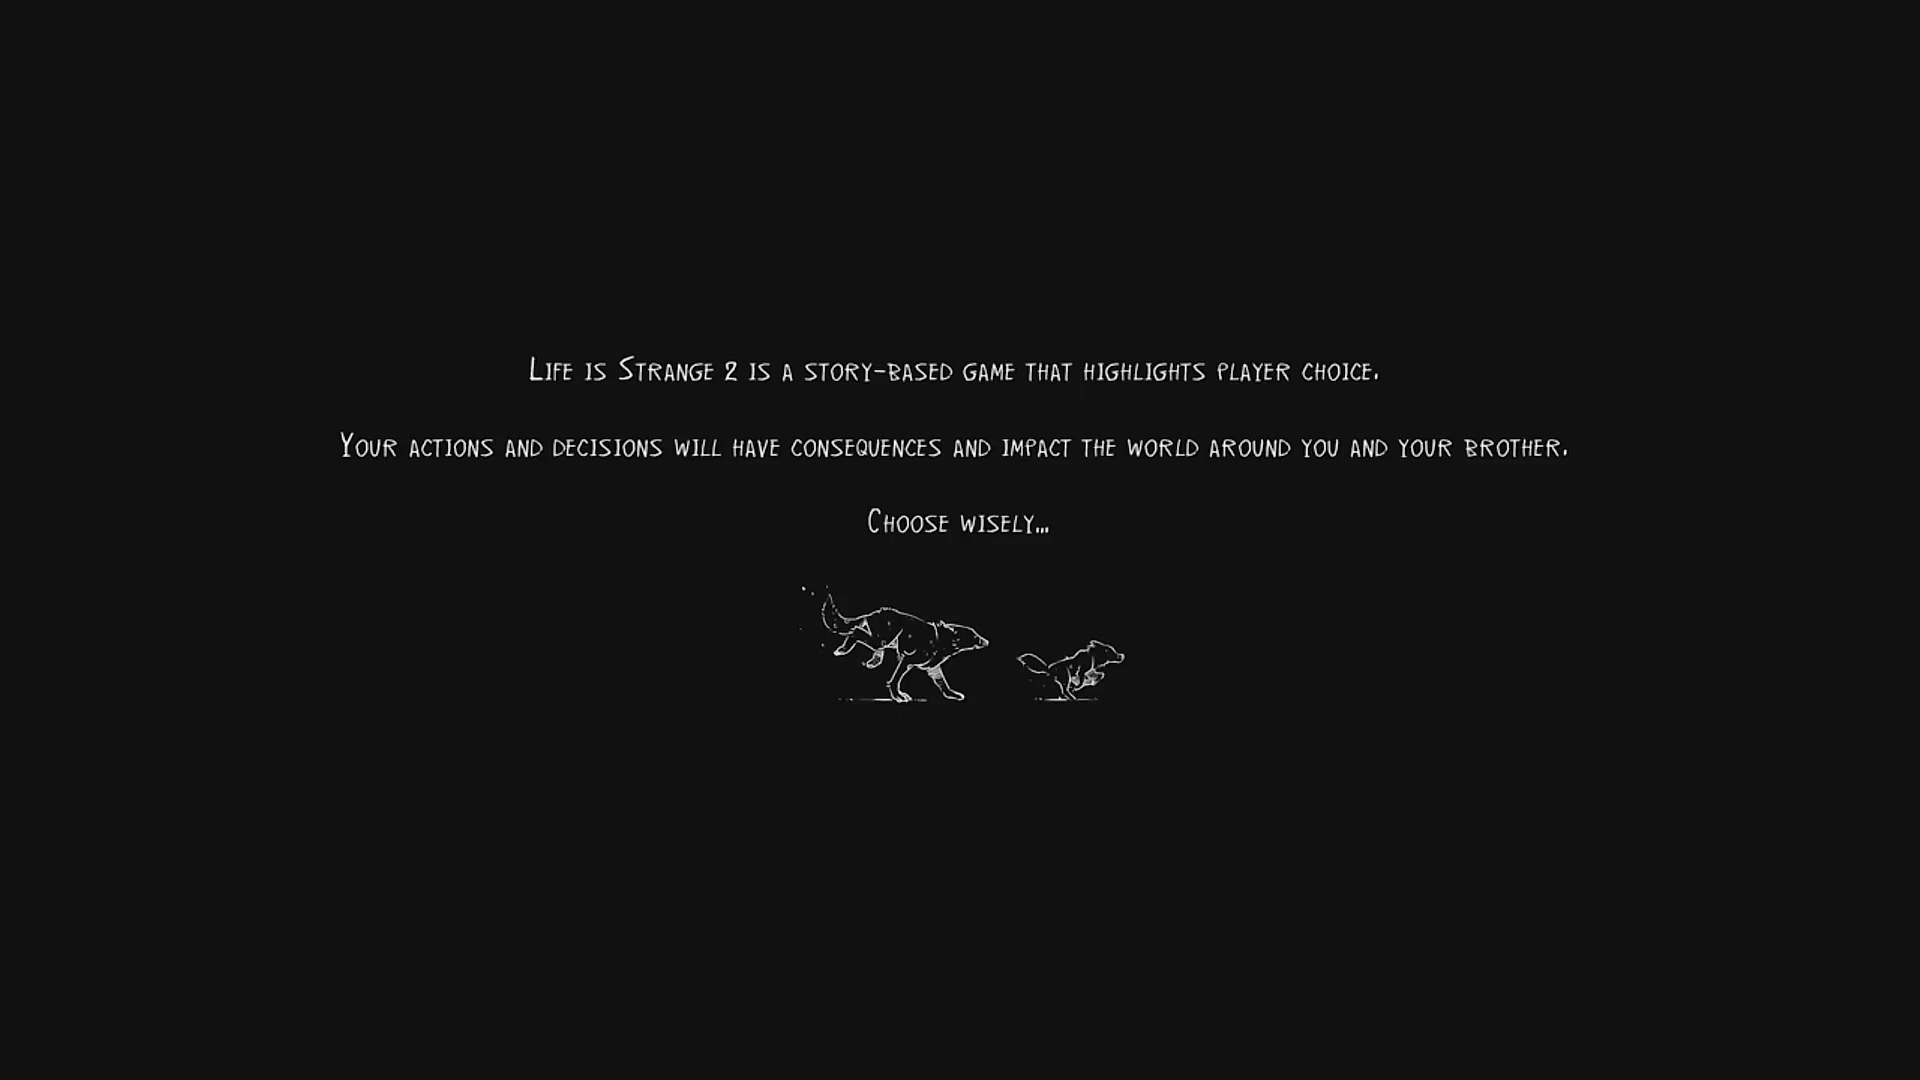 Life is Strange 2 is a story-based game that highlights player choice.
Your actions and decisions will have consequences and impact the world around you and your brother.
Choose wisely...